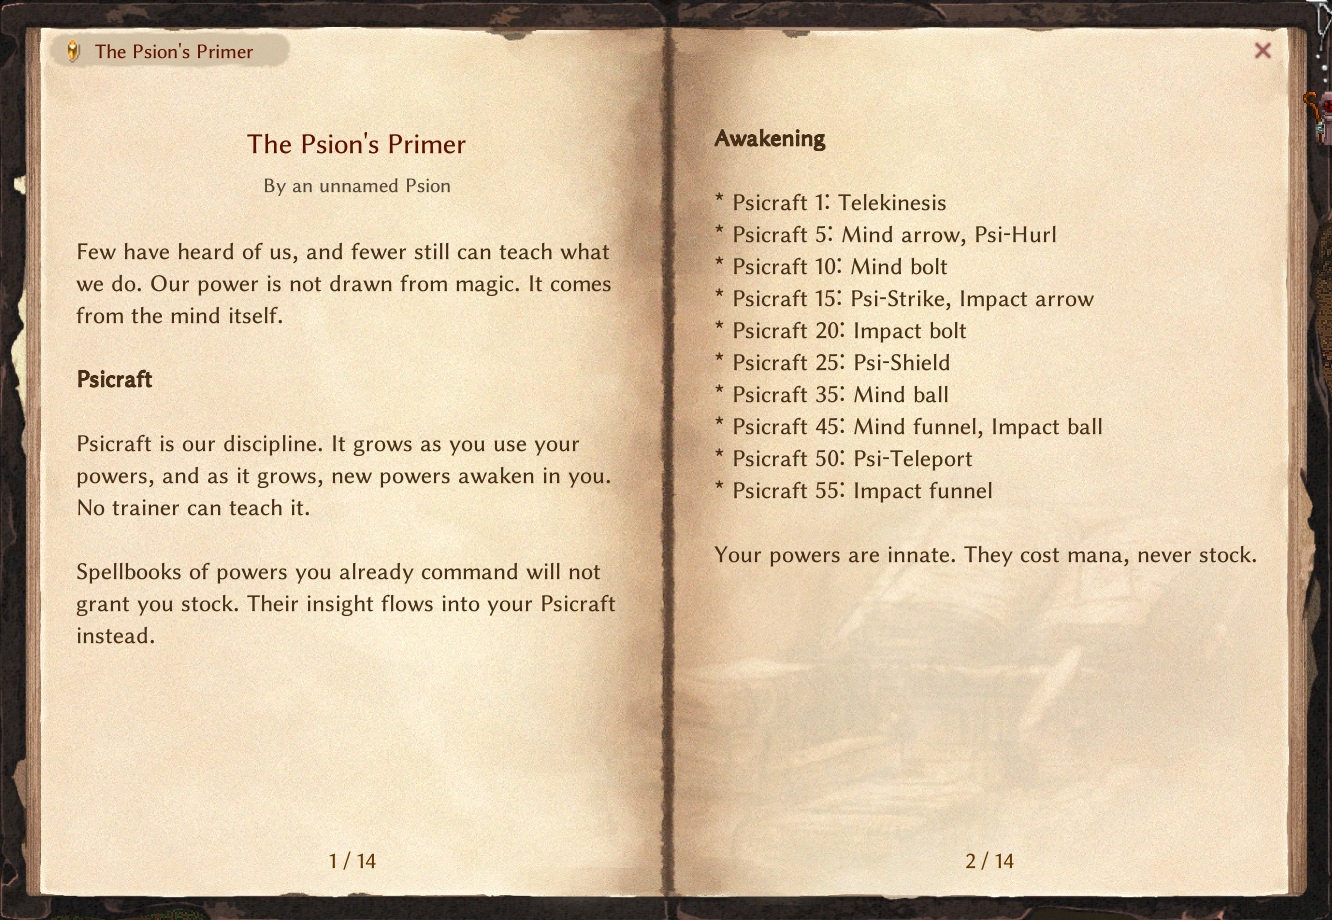 The Psion's Primer
The Psion's Primer
By an unnamed Psion
Few have heard of us, and fewer still can teach what
we do. Our power is not drawn from magic. It comes
from the mind itself.
Psicraft
Psicraft is our discipline. It grows as you use your
powers, and as it grows, new powers awaken in you.
No trainer can teach it.
Spellbooks of powers you already command will not
grant you stock. Their insight flows into your Psicraft
instead.
1 / 14
Awakening
* Psicraft 1: Telekinesis
* Psicraft 5: Mind arrow, Psi-Hurl
* Psicraft 10: Mind bolt
* Psicraft 15: Psi-Strike, Impact arrow
* Psicraft 20: Impact bolt
* Psicraft 25: Psi-Shield
* Psicraft 35: Mind ball
* Psicraft 45: Mind funnel, Impact ball
* Psicraft 50: Psi-Teleport
* Psicraft 55: Impact funnel
Your powers are innate. They cost mana, never stock.
2 / 14